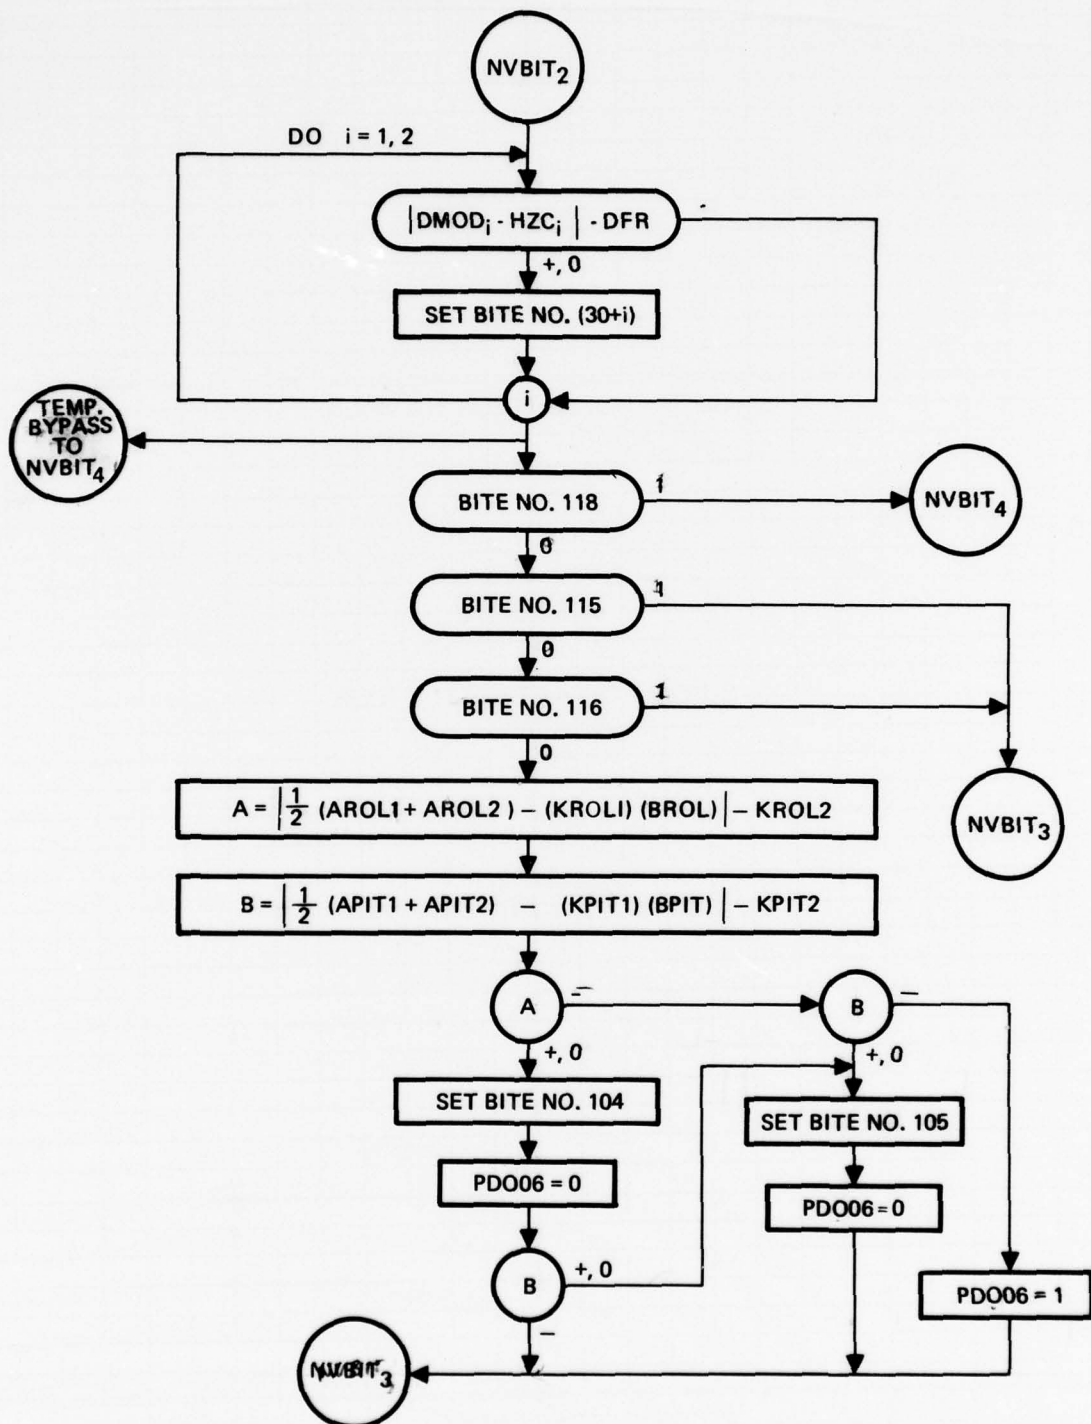 NVBIT2
DO i = 1, 2
|DMODi - HZCi| - DFR
+, 0
SET BITE NO. (30+i)
i
TEMP.
BYPASS
TO
NVBIT4
BITE NO. 118
1
NVBIT4
0
BITE NO. 115
1
0
BITE NO. 116
1
0
NVBIT3
A = |1/2 (AROL1 + AROL2) – (KROLI) (BROL)| – KROL2
B = |1/2 (APIT1 + APIT2) – (KPIT1) (BPIT)| – KPIT2
A
–
B
–
+, 0
+, 0
SET BITE NO. 104
SET BITE NO. 105
PDO06 = 0
PDO06 = 0
B
+, 0
PDO06 = 1
–
NVBIT3